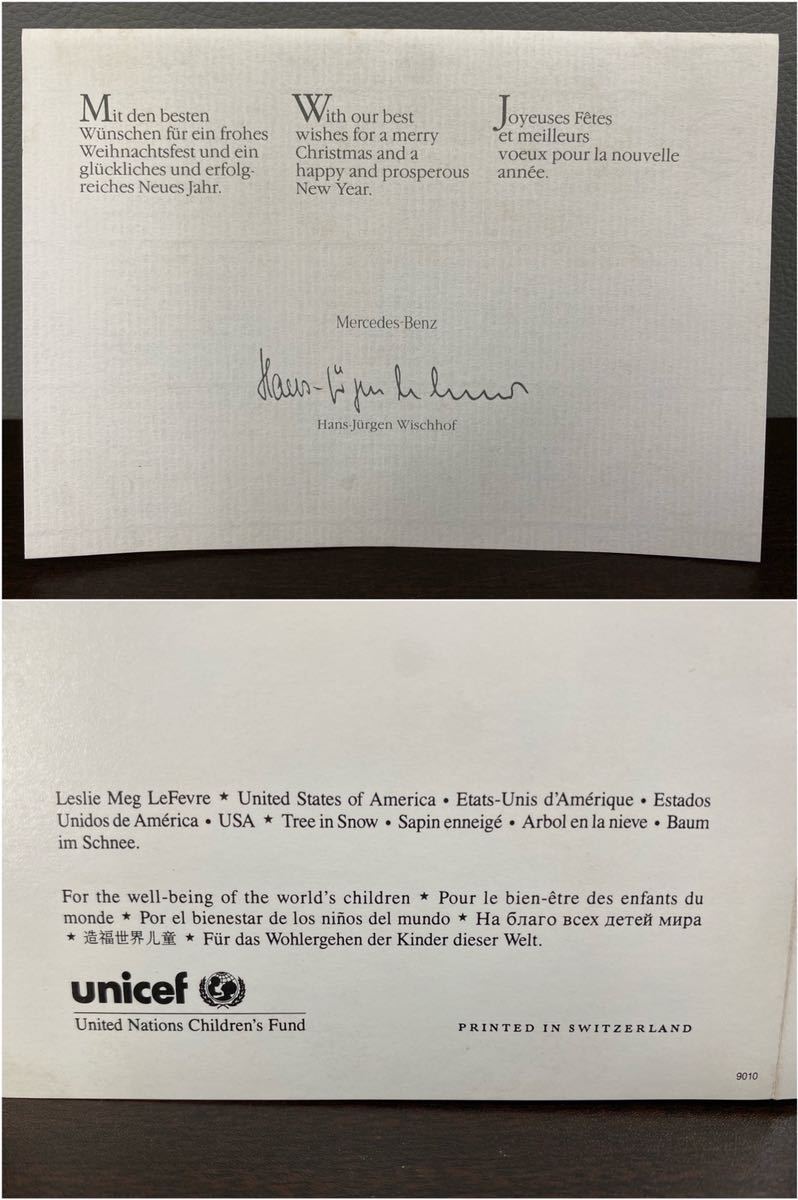 Mit den besten
Wünschen für ein frohes
Weihnachtsfest und ein
glückliches und erfolg-
reiches Neues Jahr.
With our best
wishes for a merry
Christmas and a
happy and prosperous
New Year.
Joyeuses Fêtes
et meilleurs
voeux pour la nouvelle
année.
Mercedes-Benz
Hans-Jürgen Wischhof
Leslie Meg LeFevre ★ United States of America • Etats-Unis d'Amérique • Estados
Unidos de América • USA ★ Tree in Snow • Sapin enneigé • Arbol en la nieve • Baum
im Schnee.
For the well-being of the world's children ★ Pour le bien-être des enfants du
monde ★ Por el bienestar de los niños del mundo ★ На благо всех детей мира
★ 造福世界儿童 ★ Für das Wohlergehen der Kinder dieser Welt.
unicef
United Nations Children's Fund
PRINTED IN SWITZERLAND
9010